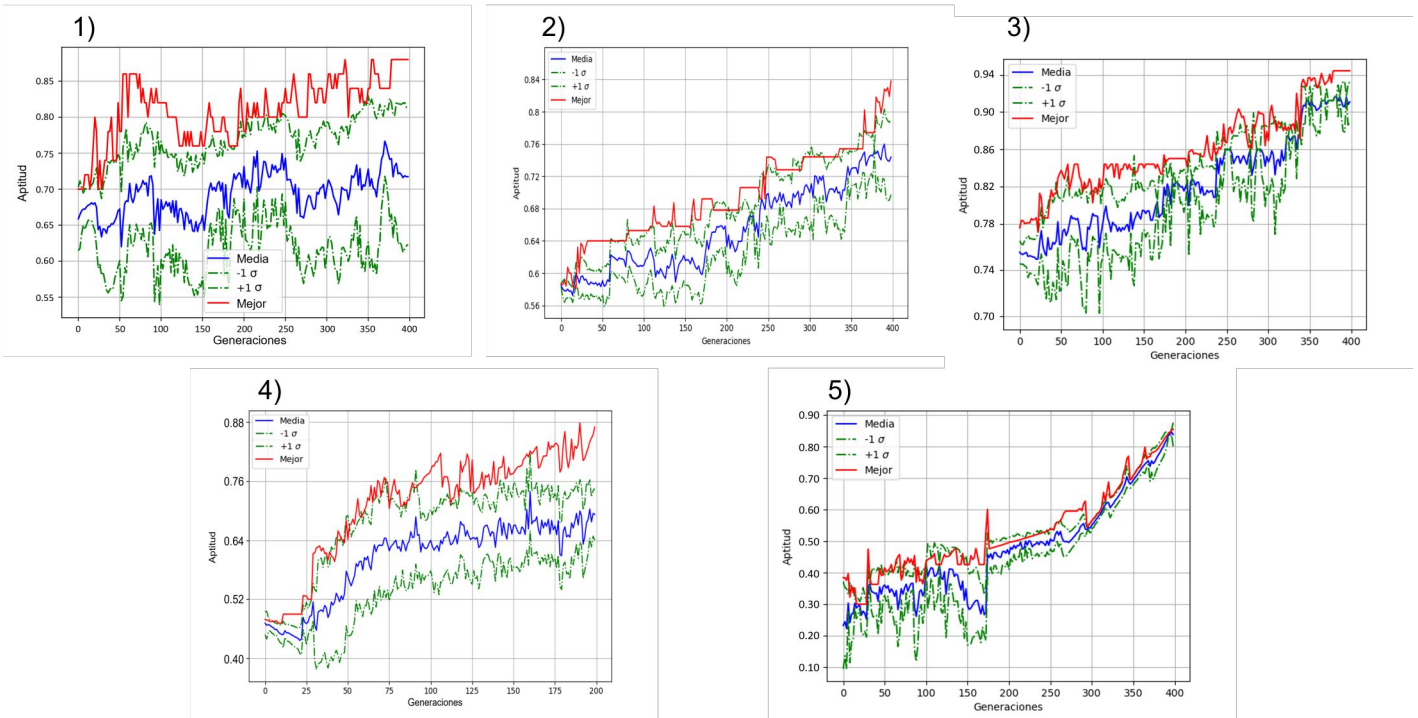 1)
Media
-1 σ
+1 σ
Mejor
Aptitud
0.85
0.80
0.75
0.70
0.65
0.60
0.55
0 50 100 150 200 250 300 350 400
Generaciones
2)
Media
-1 σ
+1 σ
Mejor
Aptitud
0.84
0.80
0.76
0.72
0.68
0.64
0.6
0.56
0 50 100 150 200 250 300 350 400
Generaciones
3)
Media
-1 σ
+1 σ
Mejor
Aptitud
0.94
0.90
0.86
0.82
0.78
0.74
0.70
0 50 100 150 200 250 300 350 400
Generaciones
4)
Media
-1 σ
+1 σ
Mejor
Aptitud
0.88
0.76
0.64
0.52
0.40
0 25 50 75 100 125 150 175 200
Generaciones
5)
Media
-1 σ
+1 σ
Mejor
Aptitud
0.90
0.80
0.70
0.60
0.50
0.40
0.30
0.20
0.10
0 50 100 150 200 250 300 350 400
Generaciones